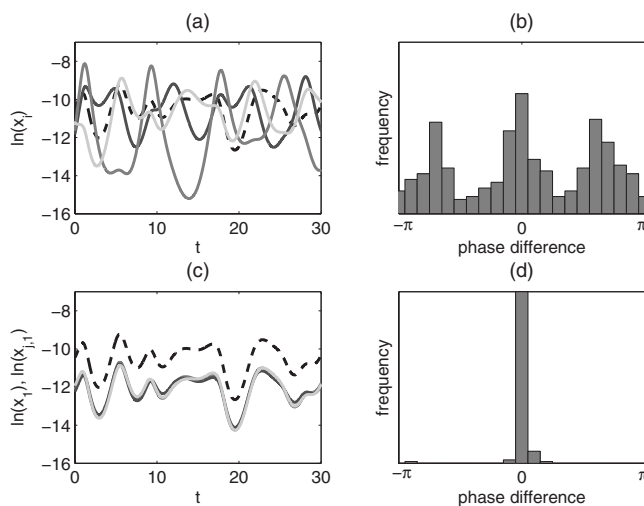 (a)
−8
−10
−12
−14
−16
ln(x_i)
0
10
20
30
t
(b)
frequency
−π
0
π
phase difference
(c)
−8
−10
−12
−14
−16
ln(x_1), ln(x_{j,1})
0
10
20
30
t
(d)
frequency
−π
0
π
phase difference